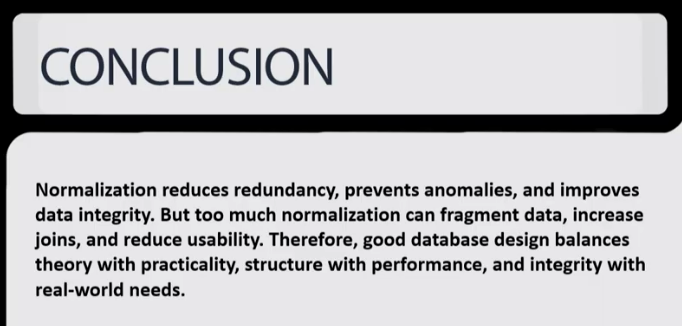 CONCLUSION
Normalization reduces redundancy, prevents anomalies, and improves
data integrity. But too much normalization can fragment data, increase
joins, and reduce usability. Therefore, good database design balances
theory with practicality, structure with performance, and integrity with
real-world needs.